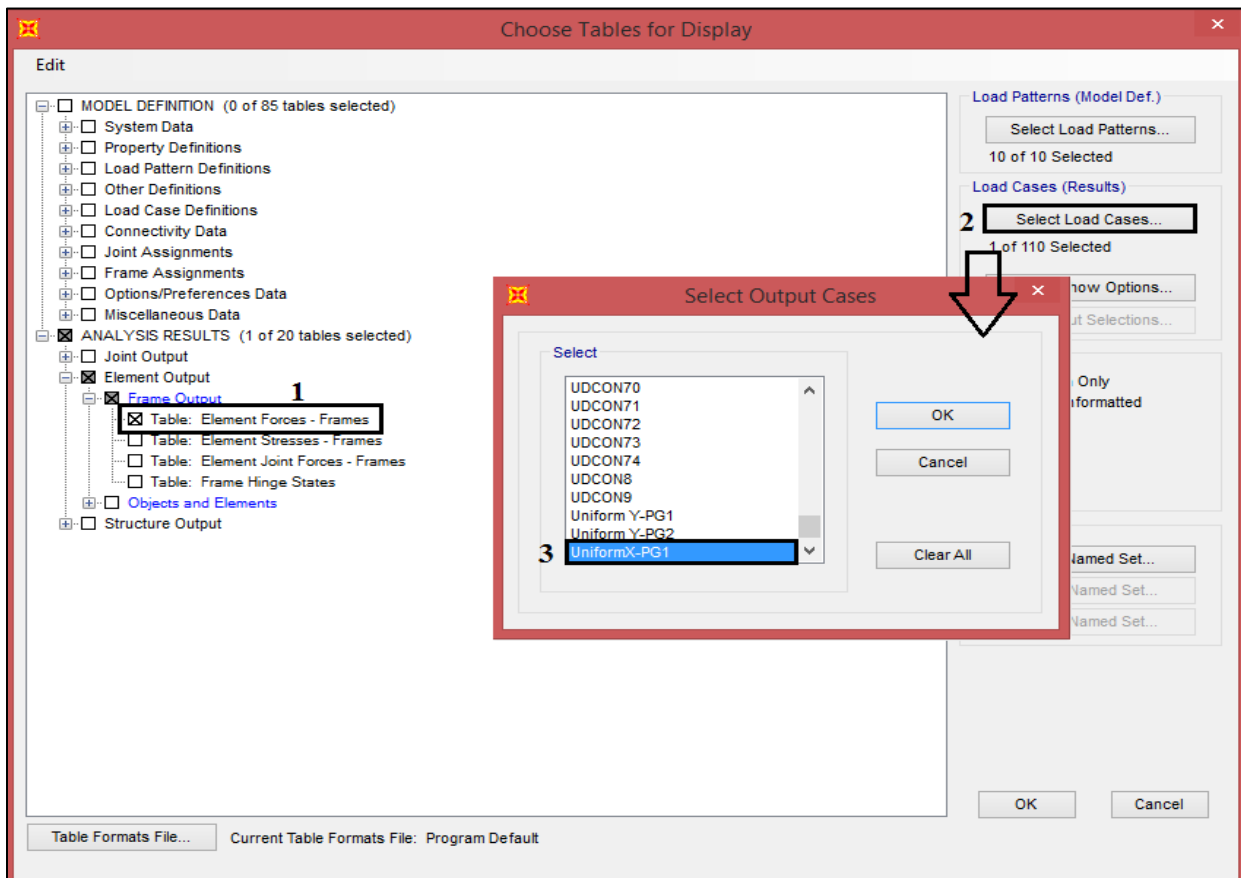 Choose Tables for Display
Edit
MODEL DEFINITION (0 of 85 tables selected)
System Data
Property Definitions
Load Pattern Definitions
Other Definitions
Load Case Definitions
Connectivity Data
Joint Assignments
Frame Assignments
Options/Preferences Data
Miscellaneous Data
ANALYSIS RESULTS (1 of 20 tables selected)
Joint Output
Element Output
Frame Output
1
Table: Element Forces - Frames
Table: Element Stresses - Frames
Table: Element Joint Forces - Frames
Table: Frame Hinge States
Objects and Elements
Structure Output
Load Patterns (Model Def.)
Select Load Patterns...
10 of 10 Selected
Load Cases (Results)
2
Select Load Cases...
1 of 110 Selected
Options...
Selections...
Only
Named Set...
Named Set...
Named Set...
Select Output Cases
Select
UDCON70
UDCON71
UDCON72
UDCON73
UDCON74
UDCON8
UDCON9
Uniform Y-PG1
Uniform Y-PG2
3
UniformX-PG1
OK
Cancel
Clear All
OK
Cancel
Table Formats File...
Current Table Formats File: Program Default